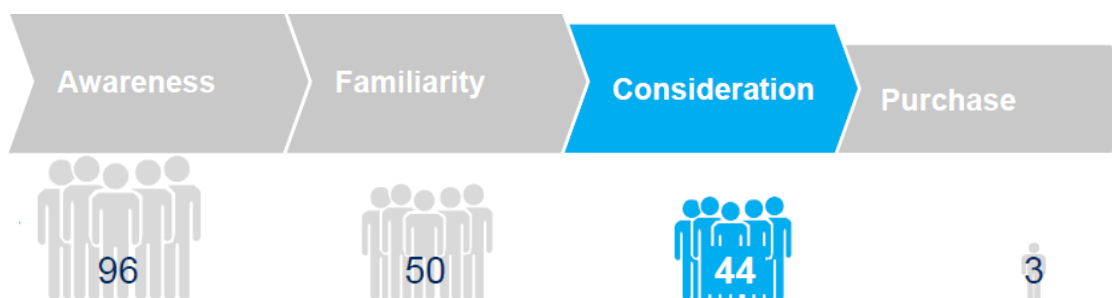 Awareness
Familiarity
Consideration
Purchase
96
50
44
3